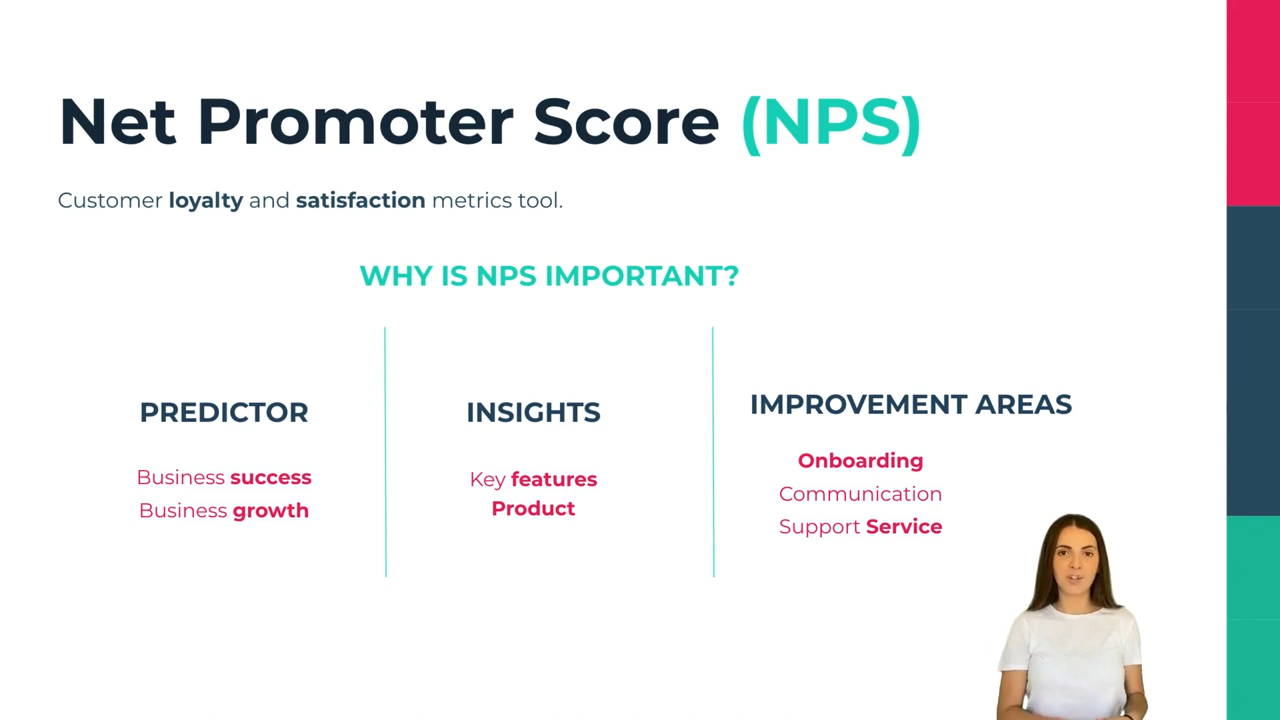 Net Promoter Score (NPS)
Customer loyalty and satisfaction metrics tool.
WHY IS NPS IMPORTANT?
PREDICTOR
Business success
Business growth
INSIGHTS
Key features
Product
IMPROVEMENT AREAS
Onboarding
Communication
Support Service